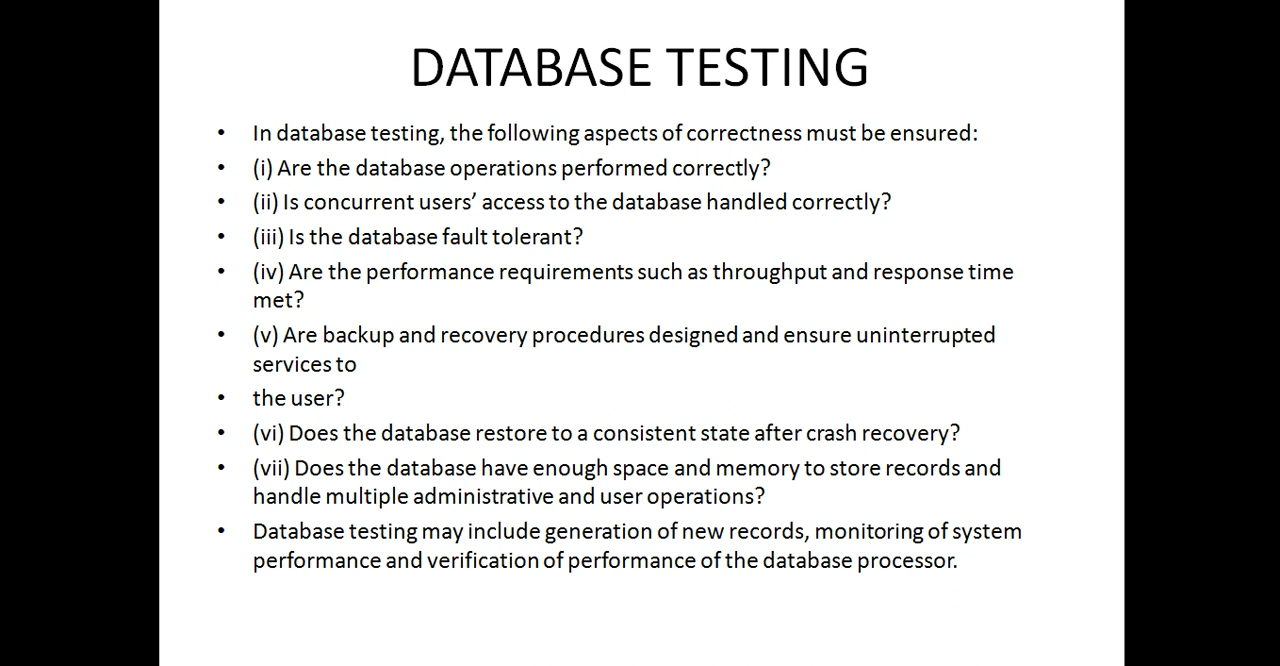 DATABASE TESTING
• In database testing, the following aspects of correctness must be ensured:
• (i) Are the database operations performed correctly?
• (ii) Is concurrent users’ access to the database handled correctly?
• (iii) Is the database fault tolerant?
• (iv) Are the performance requirements such as throughput and response time
met?
• (v) Are backup and recovery procedures designed and ensure uninterrupted
services to
• the user?
• (vi) Does the database restore to a consistent state after crash recovery?
• (vii) Does the database have enough space and memory to store records and
handle multiple administrative and user operations?
• Database testing may include generation of new records, monitoring of system
performance and verification of performance of the database processor.